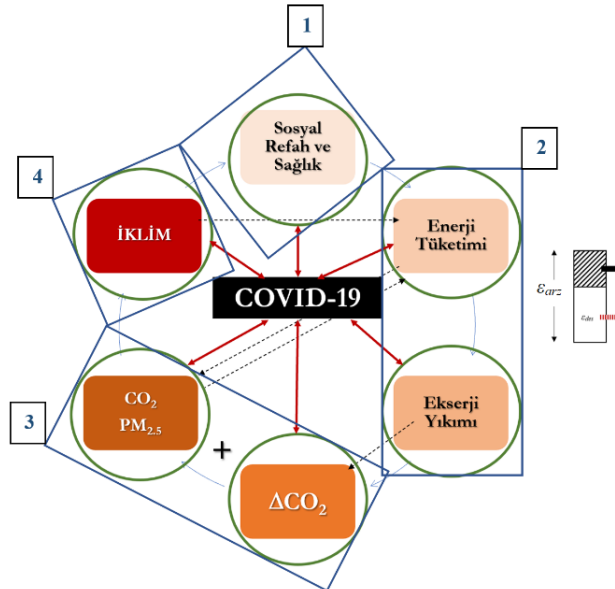 1
Sosyal
Refah ve
Sağlık
2
4
İKLİM
Enerji
Tüketimi
COVID-19
εarz
εdes
CO₂
PM₂.₅
3
+
Ekserji
Yıkımı
ΔCO₂